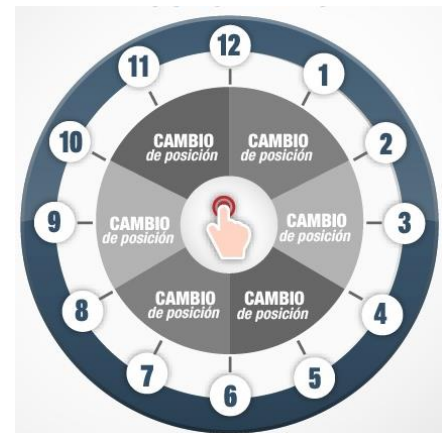 12
11
1
10
2
9
3
8
4
7
5
6
CAMBIO
de posición
CAMBIO
de posición
CAMBIO
de posición
CAMBIO
de posición
CAMBIO
de posición
CAMBIO
de posición